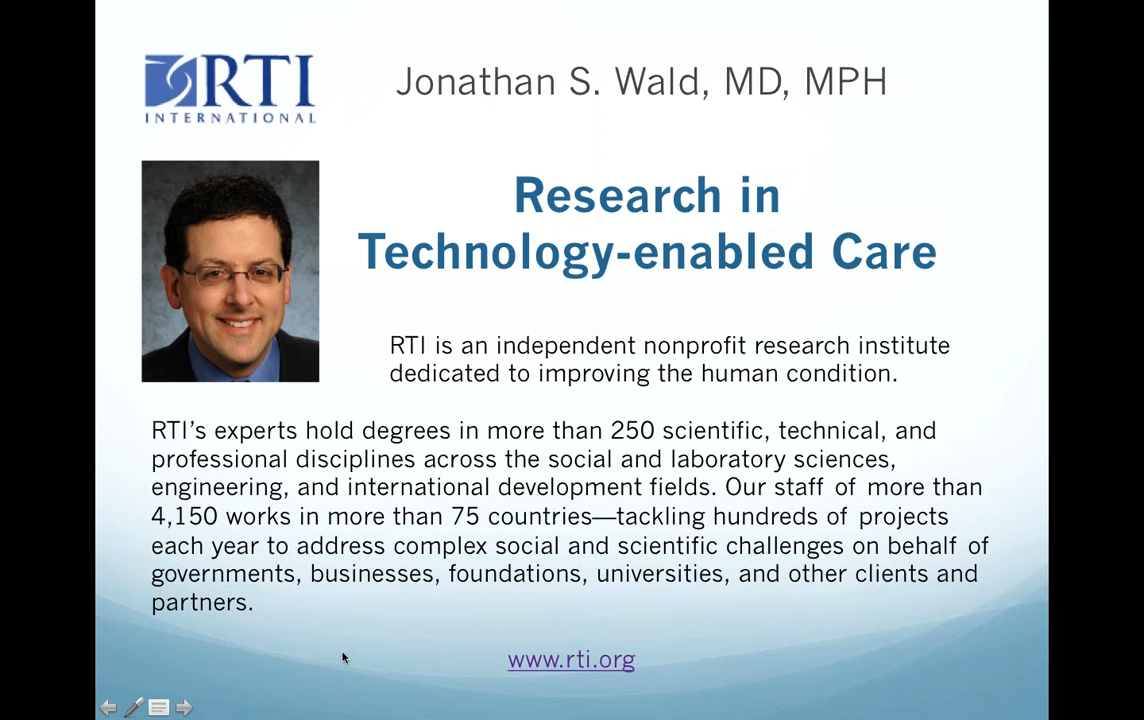 RTI
INTERNATIONAL
Jonathan S. Wald, MD, MPH
Research in
Technology-enabled Care
RTI is an independent nonprofit research institute
dedicated to improving the human condition.
RTI’s experts hold degrees in more than 250 scientific, technical, and
professional disciplines across the social and laboratory sciences,
engineering, and international development fields. Our staff of more than
4,150 works in more than 75 countries—tackling hundreds of projects
each year to address complex social and scientific challenges on behalf of
governments, businesses, foundations, universities, and other clients and
partners.
www.rti.org